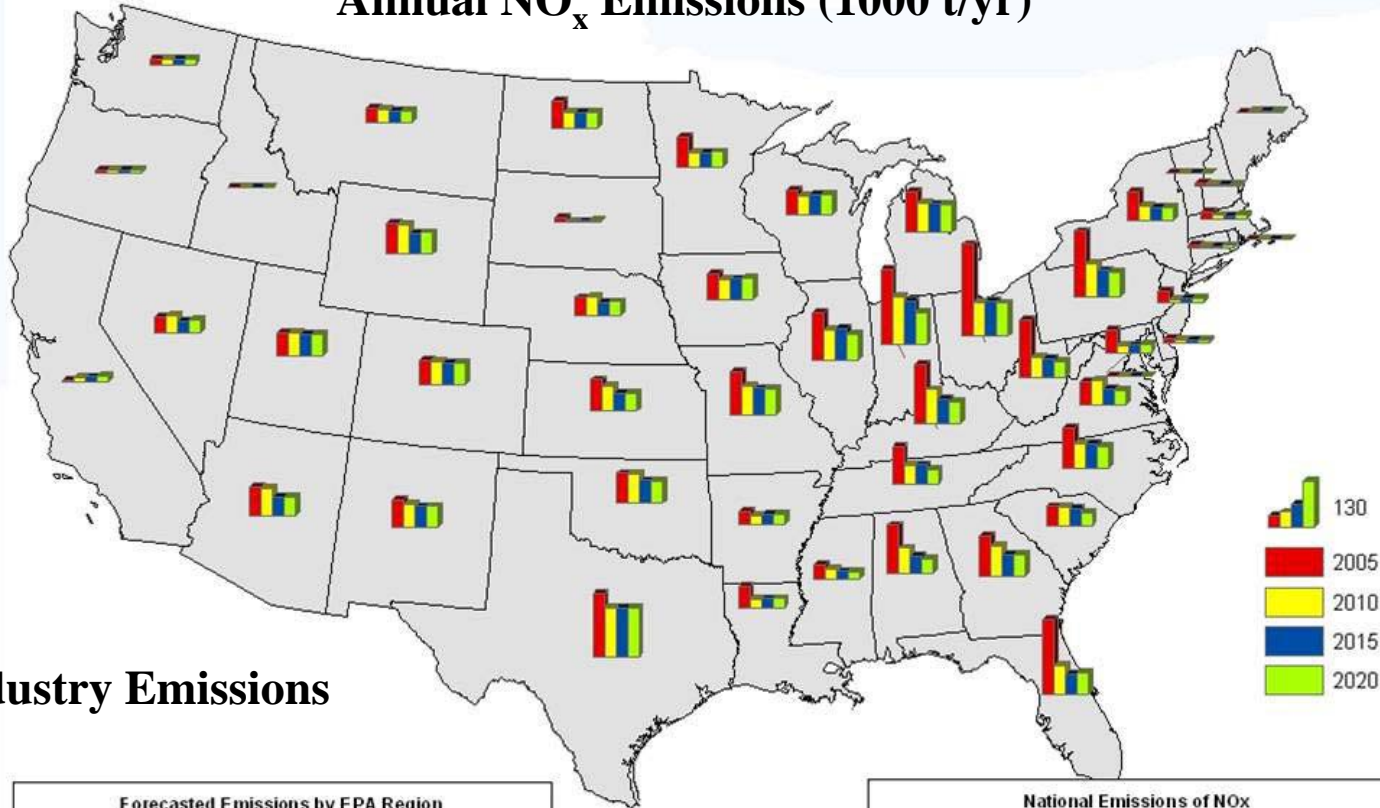 Annual NOx Emissions (1000 t/yr)
130
2005
2010
2015
2020
dustry Emissions
Forecasted Emissions by EPA Region
National Emissions of NOx